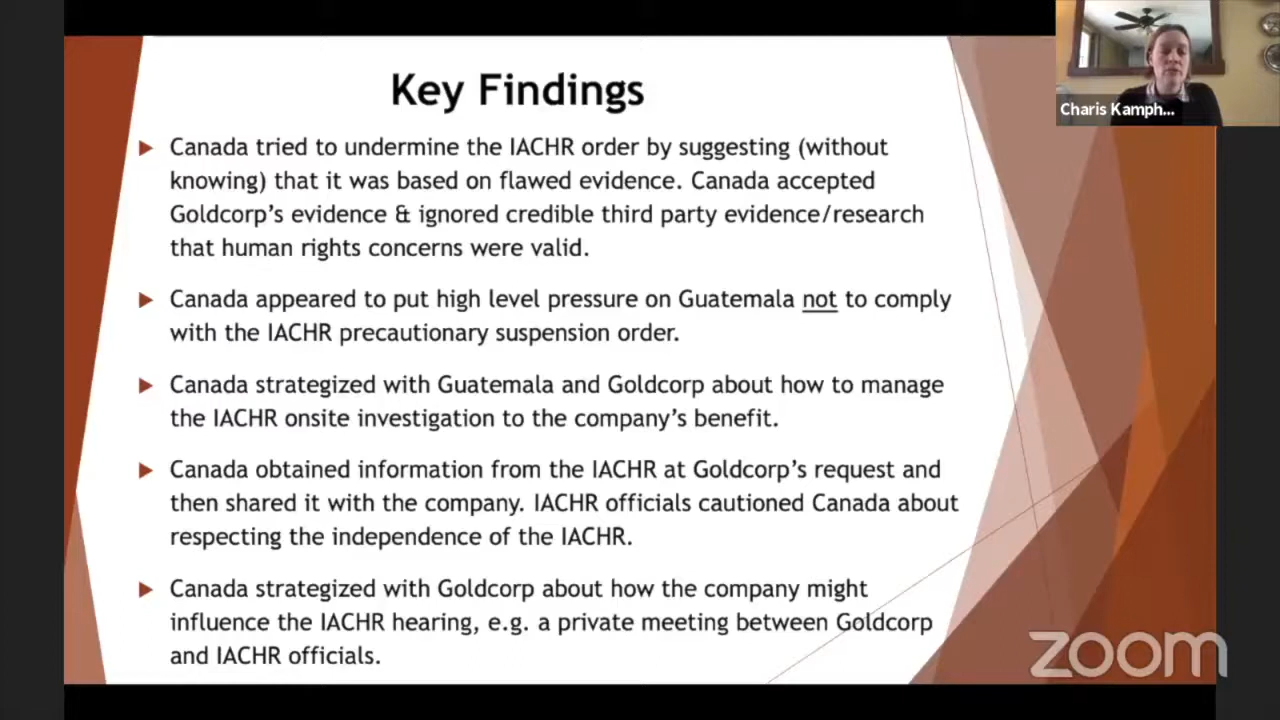 Key Findings
Canada tried to undermine the IACHR order by suggesting (without
knowing) that it was based on flawed evidence. Canada accepted
Goldcorp's evidence & ignored credible third party evidence/research
that human rights concerns were valid.
Canada appeared to put high level pressure on Guatemala not to comply
with the IACHR precautionary suspension order.
Canada strategized with Guatemala and Goldcorp about how to manage
the IACHR onsite investigation to the company's benefit.
Canada obtained information from the IACHR at Goldcorp's request and
then shared it with the company. IACHR officials cautioned Canada about
respecting the independence of the IACHR.
Canada strategized with Goldcorp about how the company might
influence the IACHR hearing, e.g. a private meeting between Goldcorp
and IACHR officials.
Charis Kamph...
zoom